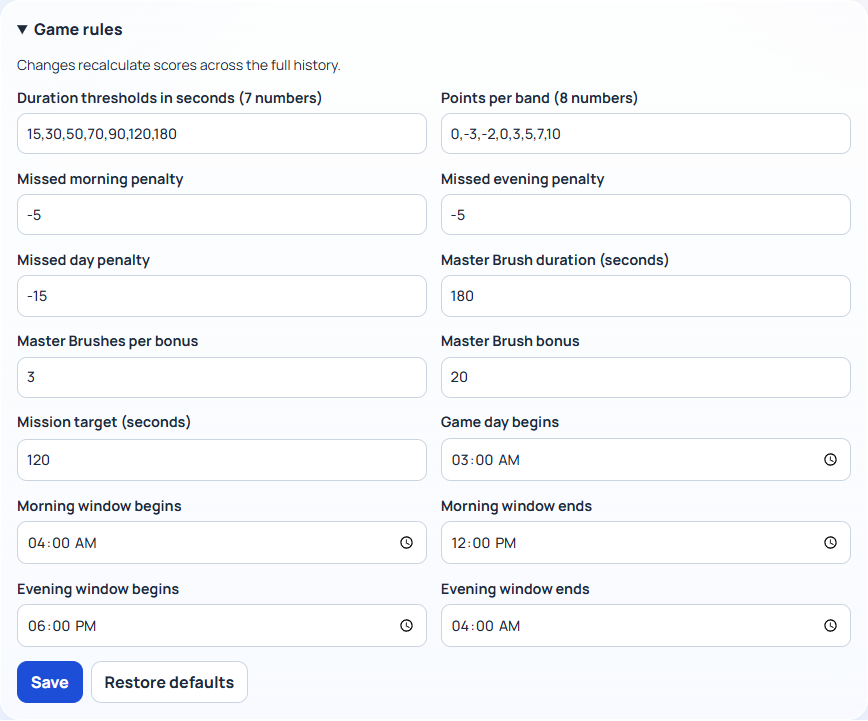 ▼ Game rules
Changes recalculate scores across the full history.
Duration thresholds in seconds (7 numbers)
Points per band (8 numbers)
15,30,50,70,90,120,180
0,-3,-2,0,3,5,7,10
Missed morning penalty
Missed evening penalty
-5
-5
Missed day penalty
Master Brush duration (seconds)
-15
180
Master Brushes per bonus
Master Brush bonus
3
20
Mission target (seconds)
Game day begins
120
03:00 AM
Morning window begins
Morning window ends
04:00 AM
12:00 PM
Evening window begins
Evening window ends
06:00 PM
04:00 AM
Save
Restore defaults